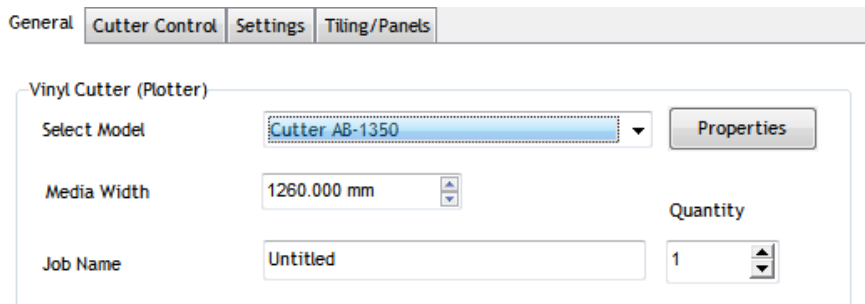 General Cutter Control Settings Tiling/Panels
Vinyl Cutter (Plotter)
Select Model Cutter AB-1350 Properties
Media Width 1260.000 mm
Quantity
Job Name Untitled 1